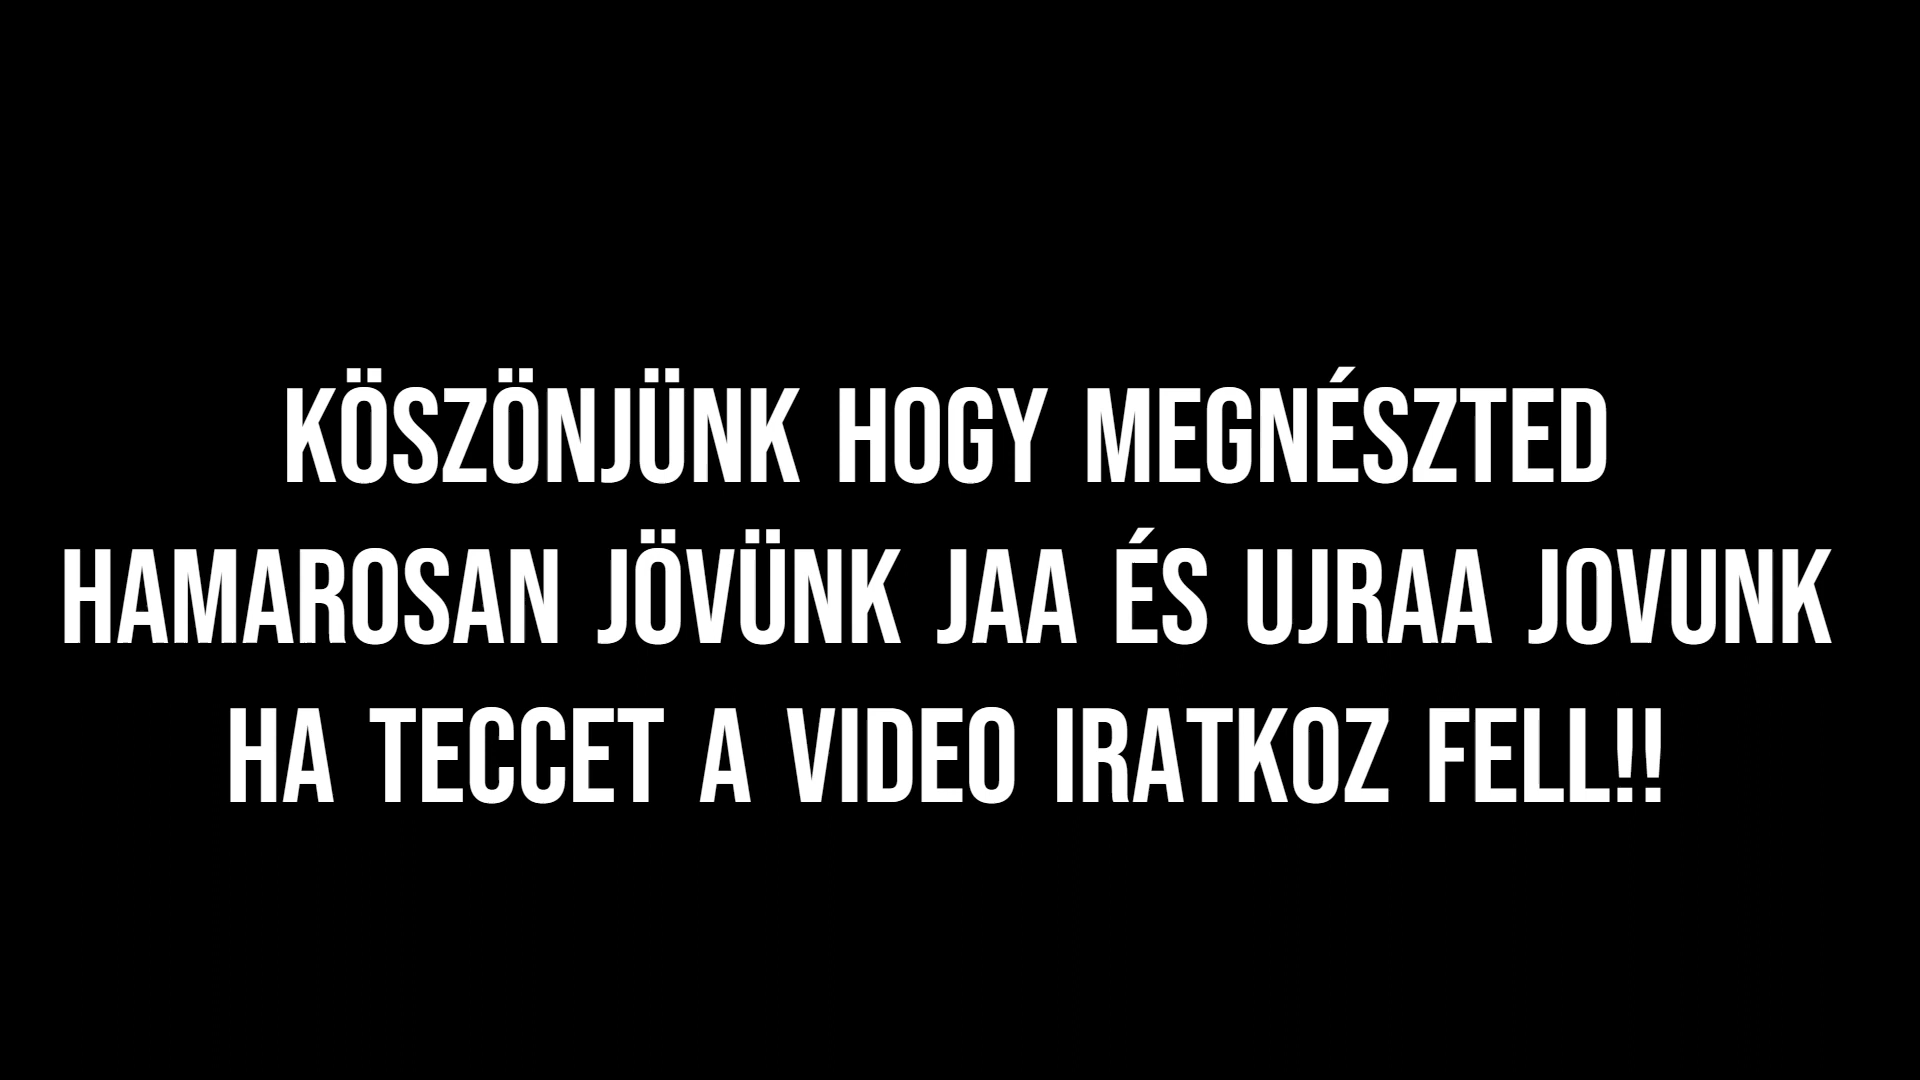 KÖSZÖNJÜNK HOGY MEGNÉSZTED
HAMAROSAN JÖVÜNK JAA ÉS UJRAA JOVUNK
HA TECCET A VIDEO IRATKOZ FELL!!